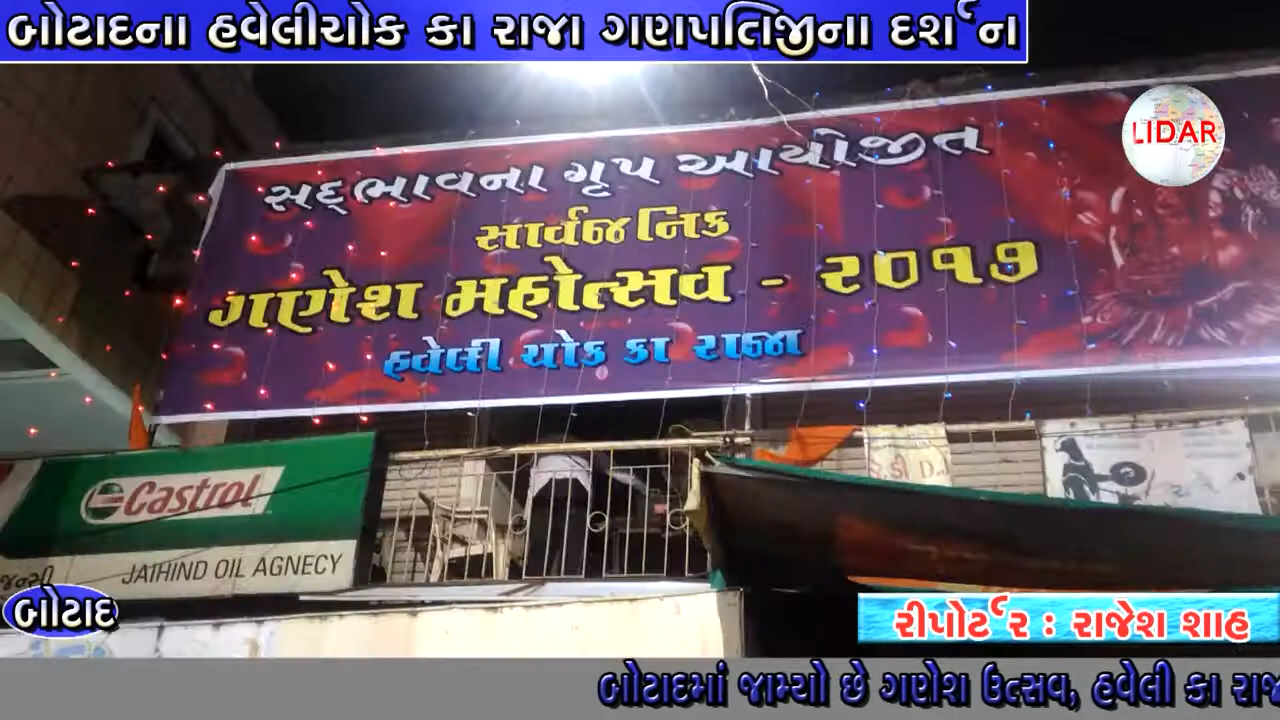 બોટાદના હવેલીચોક કા રાજા ગણપતિજીના દર્શન
LIDAR
સદ્ભાવના ગૃપ આયોજીત
સાર્વજનિક
ગણેશ મહોત્સવ - ૨૦૧૭
હવેલી ચોક કા રાજા
Castrol
JAIHIND OIL AGNECY
બોટાદ
રીપોર્ટર : રાજેશ શાહ
બોટાદમાં જામ્યો છે ગણેશ ઉત્સવ, હવેલી કા રાજા